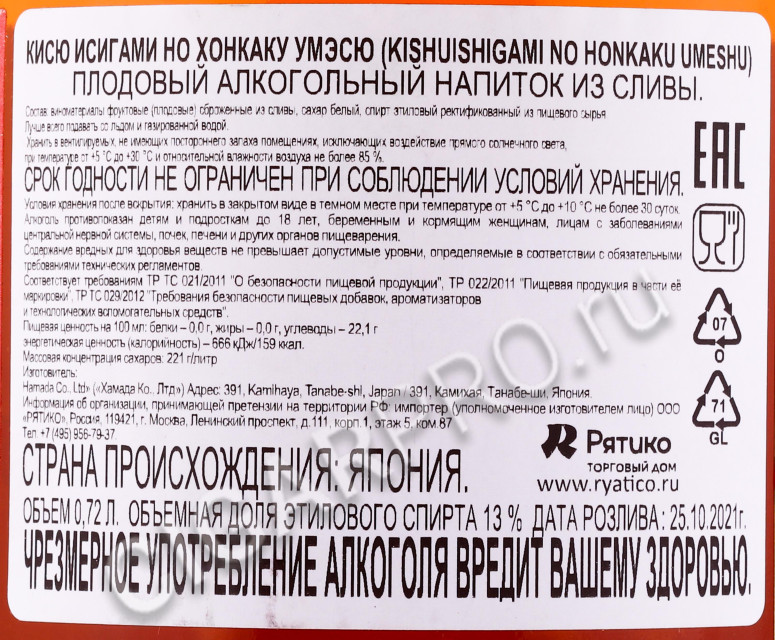 КИСЮ ИСИГАМИ НО ХОНКАКУ УМЭСЮ (KISHUISHIGAMI NO HONKAKU UMESHU)
ПЛОДОВЫЙ АЛКОГОЛЬНЫЙ НАПИТОК ИЗ СЛИВЫ.
Состав: виноматериалы фруктовые (плодовые) сброженные из сливы, сахар белый, спирт этиловый ректификованный из пищевого сырья
Лучше всего подавать со льдом и газированной водой.
Хранить в вентилируемых, не имеющих постороннего запаха помещениях, исключающих воздействие прямого солнечного света,
при температуре от +5 °С до +30 °С и относительной влажности воздуха не более 85 %.
EAC
СРОК ГОДНОСТИ НЕ ОГРАНИЧЕН ПРИ СОБЛЮДЕНИИ УСЛОВИЙ ХРАНЕНИЯ.
Условия хранения после вскрытия: хранить в закрытом виде в темном месте при температуре от +5 °С до +10 °С не более 30 суток.
Алкоголь противопоказан детям и подросткам до 18 лет, беременным и кормящим женщинам, лицам с заболеваниями
центральной нервной системы, почек, печени и других органов пищеварения.
Содержание вредных для здоровья веществ не превышает допустимые уровни, определяемые в соответствии с обязательными
требованиями технических регламентов.
Соответствует требованиям ТР ТС 021/2011 "О безопасности пищевой продукции", ТР 022/2011 "Пищевая продукция в части её
маркировки", ТР ТС 029/2012 "Требования безопасности пищевых добавок, ароматизаторов
и технологических вспомогательных средств".
Пищевая ценность на 100 мл: белки – 0,0 г, жиры – 0,0 г, углеводы – 22,1 г
энергетическая ценность (калорийность) – 666 кДж/159 ккал.
Массовая концентрация сахаров: 221 г/литр
07
O
Изготовитель:
Hamada Co., Ltd» («Хамада Ко., Лтд») Адрес: 391, Kamihaya, Tanabe-shi, Japan / 391, Камихая, Танабе-ши, Япония.
Информация об организации, принимающей претензии на территории РФ: импортер (уполномоченное изготовителем лицо) ООО
«РЯТИКО», Россия, 119421, г. Москва, Ленинский проспект, д.111, корп.1, этаж 5, ком.87
Тел: +7 (495) 956-79-37
71
GL
Рятико
ТОРГОВЫЙ ДОМ
www.ryatico.ru
СТРАНА ПРОИСХОЖДЕНИЯ: ЯПОНИЯ.
ОБЪЕМ 0,72 Л. ОБЪЕМНАЯ ДОЛЯ ЭТИЛОВОГО СПИРТА 13 % ДАТА РОЗЛИВА: 25.10.2021г.
ЧРЕЗМЕРНОЕ УПОТРЕБЛЕНИЕ АЛКОГОЛЯ ВРЕДИТ ВАШЕМУ ЗДОРОВЬЮ.